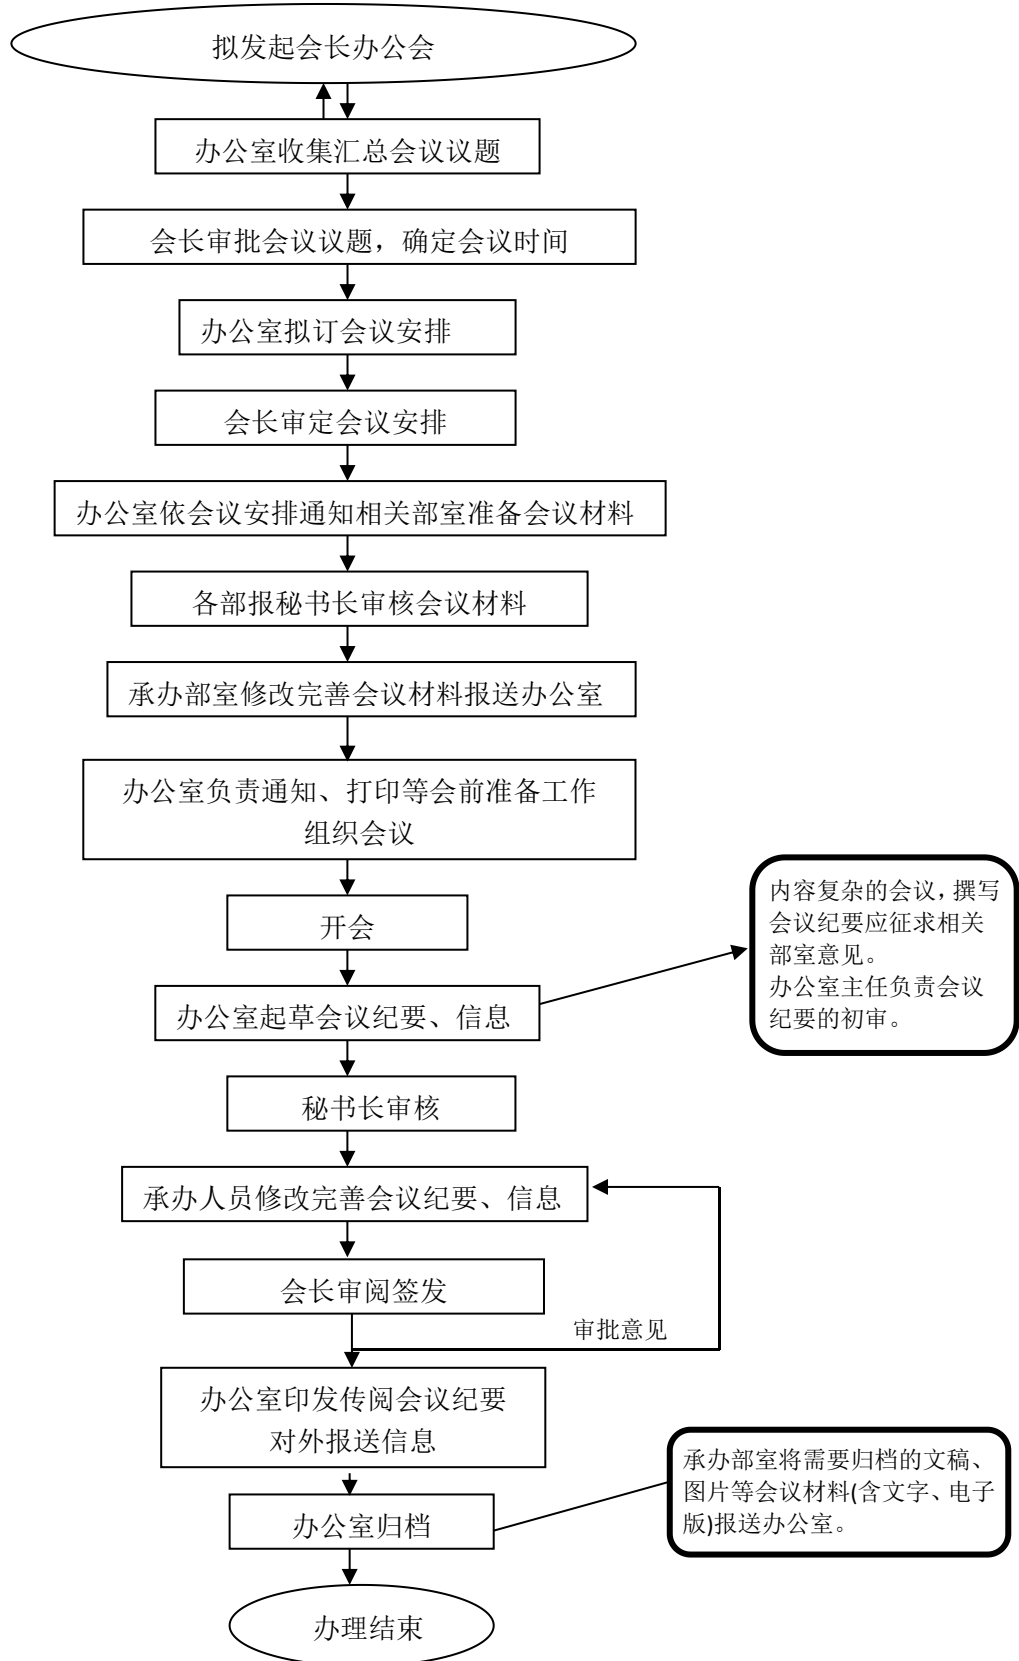 拟发起会长办公会
办公室收集汇总会议议题
会长审批会议议题，确定会议时间
办公室拟订会议安排
会长审定会议安排
办公室依会议安排通知相关部室准备会议材料
各部报秘书长审核会议材料
承办部室修改完善会议材料报送办公室
办公室负责通知、打印等会前准备工作
组织会议
开会
内容复杂的会议，撰写
会议纪要应征求相关
部室意见。
办公室主任负责会议
纪要的初审。
办公室起草会议纪要、信息
秘书长审核
承办人员修改完善会议纪要、信息
会长审阅签发
审批意见
办公室印发传阅会议纪要
对外报送信息
承办部室将需要归档的文稿、
图片等会议材料(含文字、电子
版)报送办公室。
办公室归档
办理结束